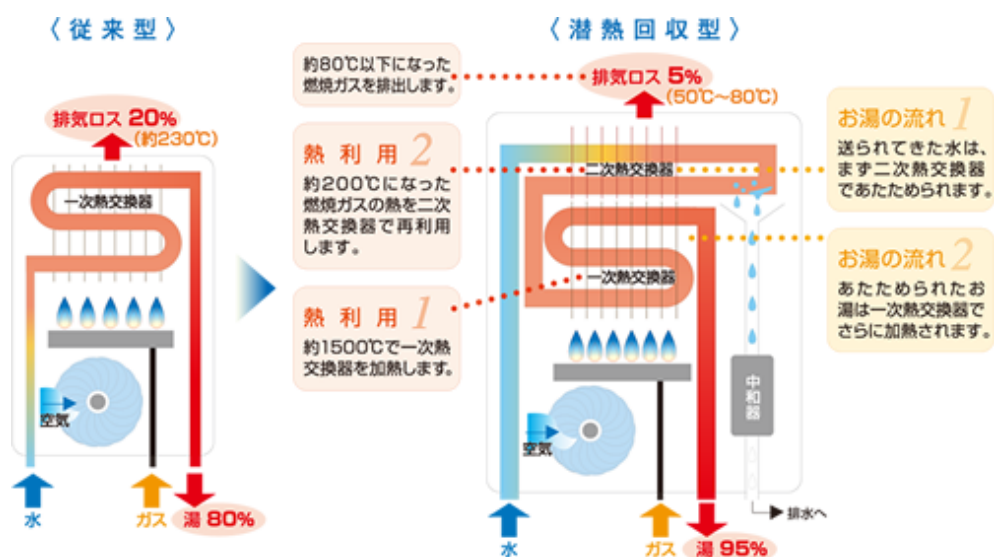 〈 従来型 〉
排気ロス 20%
(約230℃)
一次熱交換器
空気
水
ガス
湯 80%
〈 潜熱回収型 〉
約80℃以下になった
燃焼ガスを排出します。
排気ロス 5%
(50℃〜80℃)
熱利用 2
約200℃になった
燃焼ガスの熱を二次
熱交換器で再利用
します。
熱利用 1
約1500℃で一次熱
交換器を加熱します。
二次熱交換器
一次熱交換器
空気
中和器
水
ガス
湯 95%
排水へ
お湯の流れ 1
送られてきた水は、
まず二次熱交換器
であたためられます。
お湯の流れ 2
あたためられたお
湯は一次熱交換器で
さらに加熱されます。